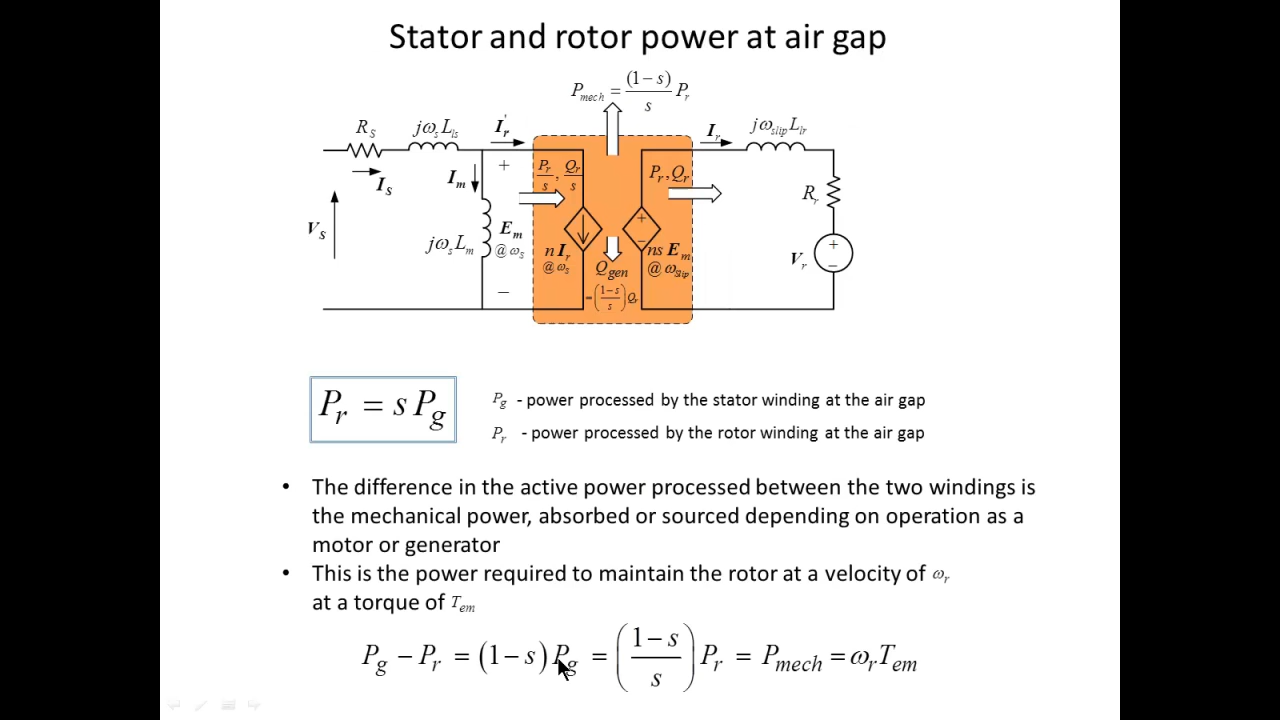 Stator and rotor power at air gap
P_mech = (1−s)/s P_r
R_S jω_s L_ls I'_r I_r jω_slip L_lr
I_s I_m + P_r/s , Q_r/s P_r, Q_r R_r
V_s jω_s L_m E_m @ω_s n I_r @ω_s Q_gen ns E_m @ω_Slip V_r
+ − + −
− =((1−s)/s) Q_r
P_r = s P_g
P_g - power processed by the stator winding at the air gap
P_r - power processed by the rotor winding at the air gap
• The difference in the active power processed between the two windings is
the mechanical power, absorbed or sourced depending on operation as a
motor or generator
• This is the power required to maintain the rotor at a velocity of ω_r
at a torque of T_em
P_g − P_r = (1−s) P_g = ((1−s)/s) P_r = P_mech = ω_r T_em